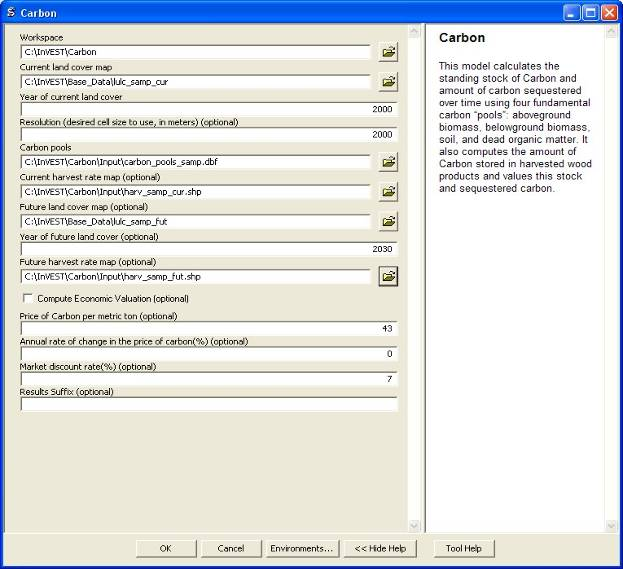 Carbon
Workspace
C:\InVEST\Carbon
Current land cover map
C:\InVEST\Base_Data\lulc_samp_cur
Year of current land cover
2000
Resolution (desired cell size to use, in meters) (optional)
2000
Carbon pools
C:\InVEST\Carbon\Input\carbon_pools_samp.dbf
Current harvest rate map (optional)
C:\InVEST\Carbon\Input\harv_samp_cur.shp
Future land cover map (optional)
C:\InVEST\Base_Data\lulc_samp_fut
Year of future land cover (optional)
2030
Future harvest rate map (optional)
C:\InVEST\Carbon\Input\harv_samp_fut.shp
Compute Economic Valuation (optional)
Price of Carbon per metric ton (optional)
43
Annual rate of change in the price of carbon(%) (optional)
0
Market discount rate(%) (optional)
7
Results Suffix (optional)
Carbon
This model calculates the
standing stock of Carbon and
amount of carbon sequestered
over time using four fundamental
carbon “pools”: aboveground
biomass, belowground biomass,
soil, and dead organic matter. It
also computes the amount of
Carbon stored in harvested wood
products and values this stock
and sequestered carbon.
OK
Cancel
Environments...
<< Hide Help
Tool Help